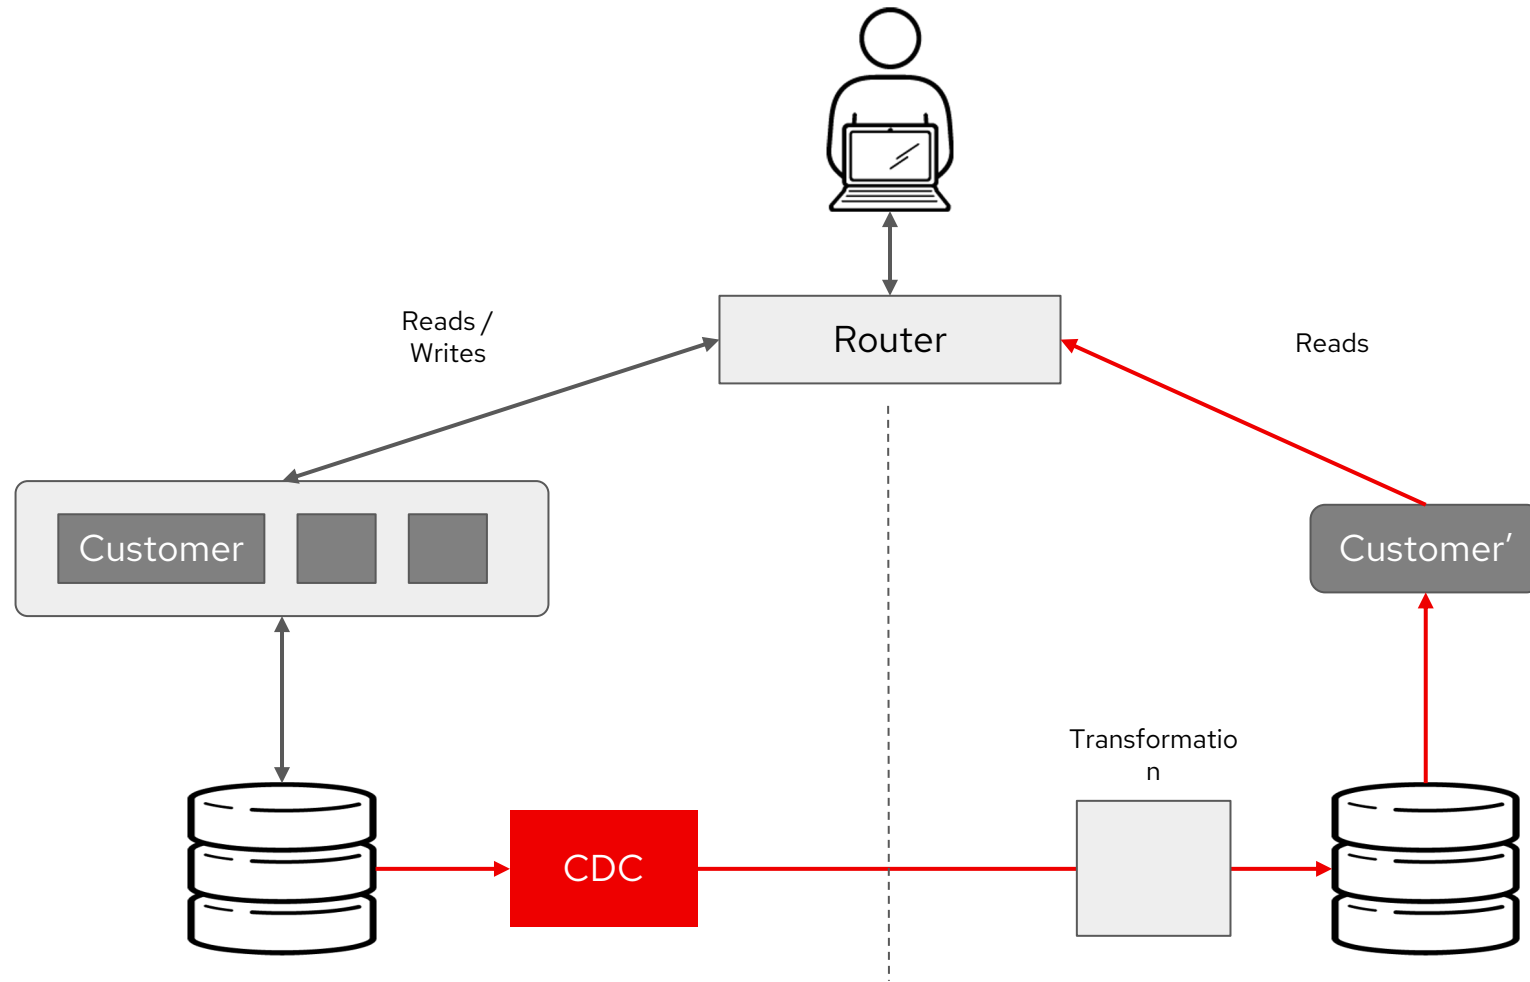 Reads /
Writes
Router
Reads
Customer
Customer′
Transformatio
n
CDC